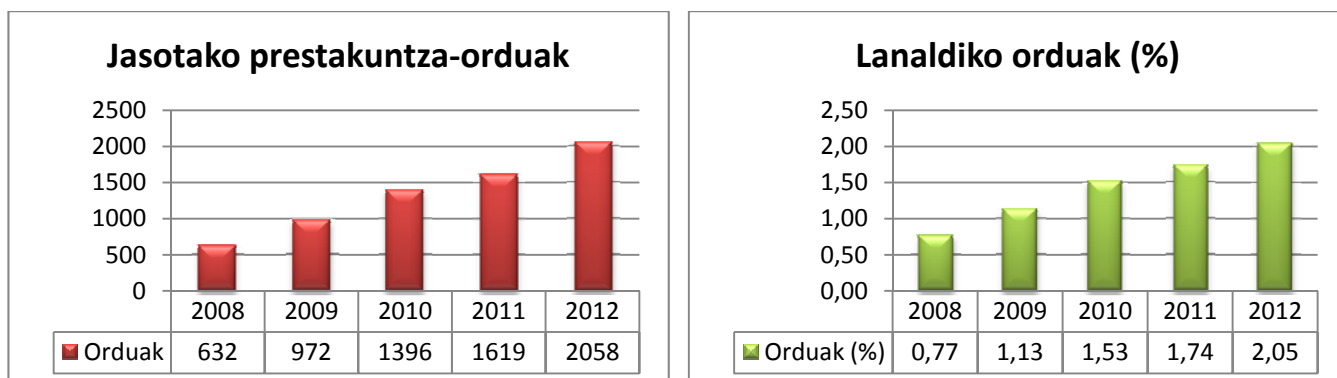 Jasotako prestakuntza-orduak
2500
2000
1500
1000
500
0
2008 2009 2010 2011 2012
Orduak 632 972 1396 1619 2058
Lanaldiko orduak (%)
2,50
2,00
1,50
1,00
0,50
0,00
2008 2009 2010 2011 2012
Orduak (%) 0,77 1,13 1,53 1,74 2,05